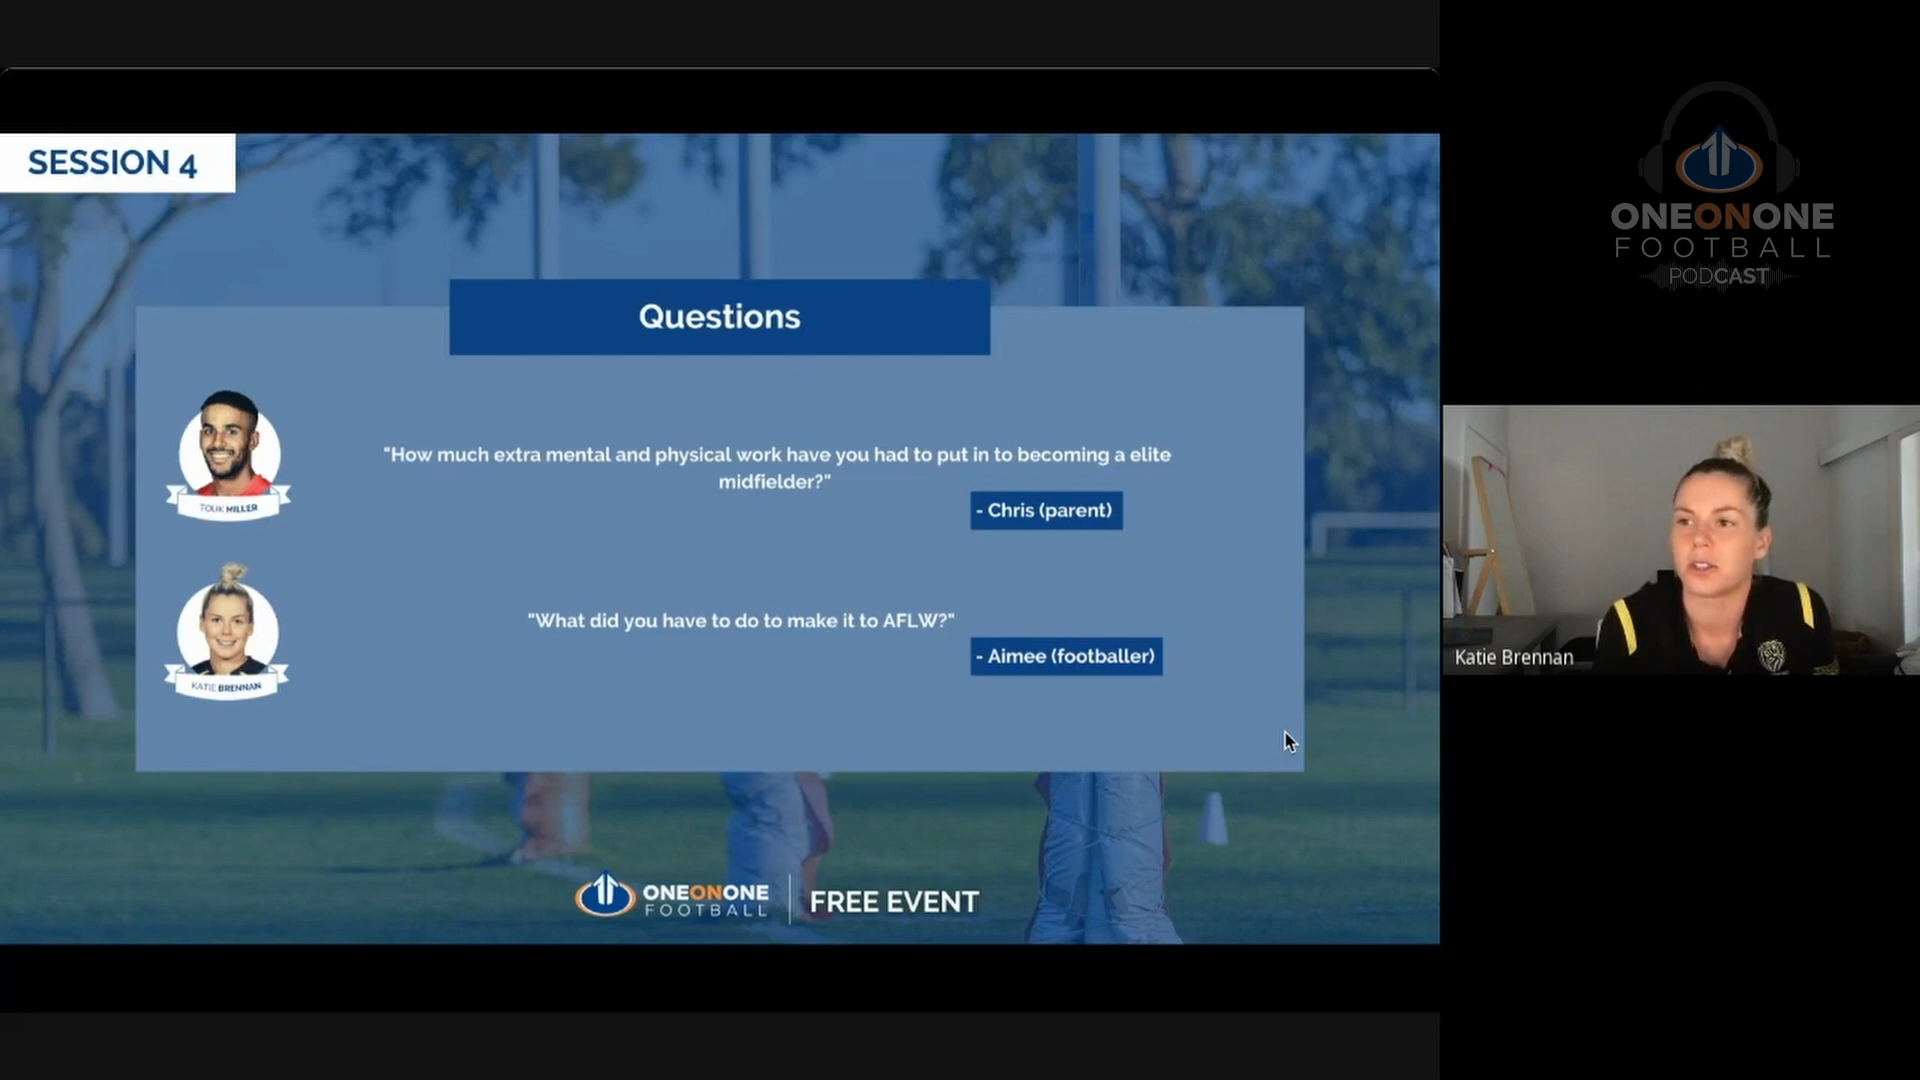 SESSION 4
Questions
"How much extra mental and physical work have you had to put in to becoming a elite
midfielder?"
- Chris (parent)
TOUK MILLER
"What did you have to do to make it to AFLW?"
- Aimee (footballer)
KATIE BRENNAN
ONEONONE
FOOTBALL
FREE EVENT
ONEONONE
FOOTBALL
PODCAST
Katie Brennan